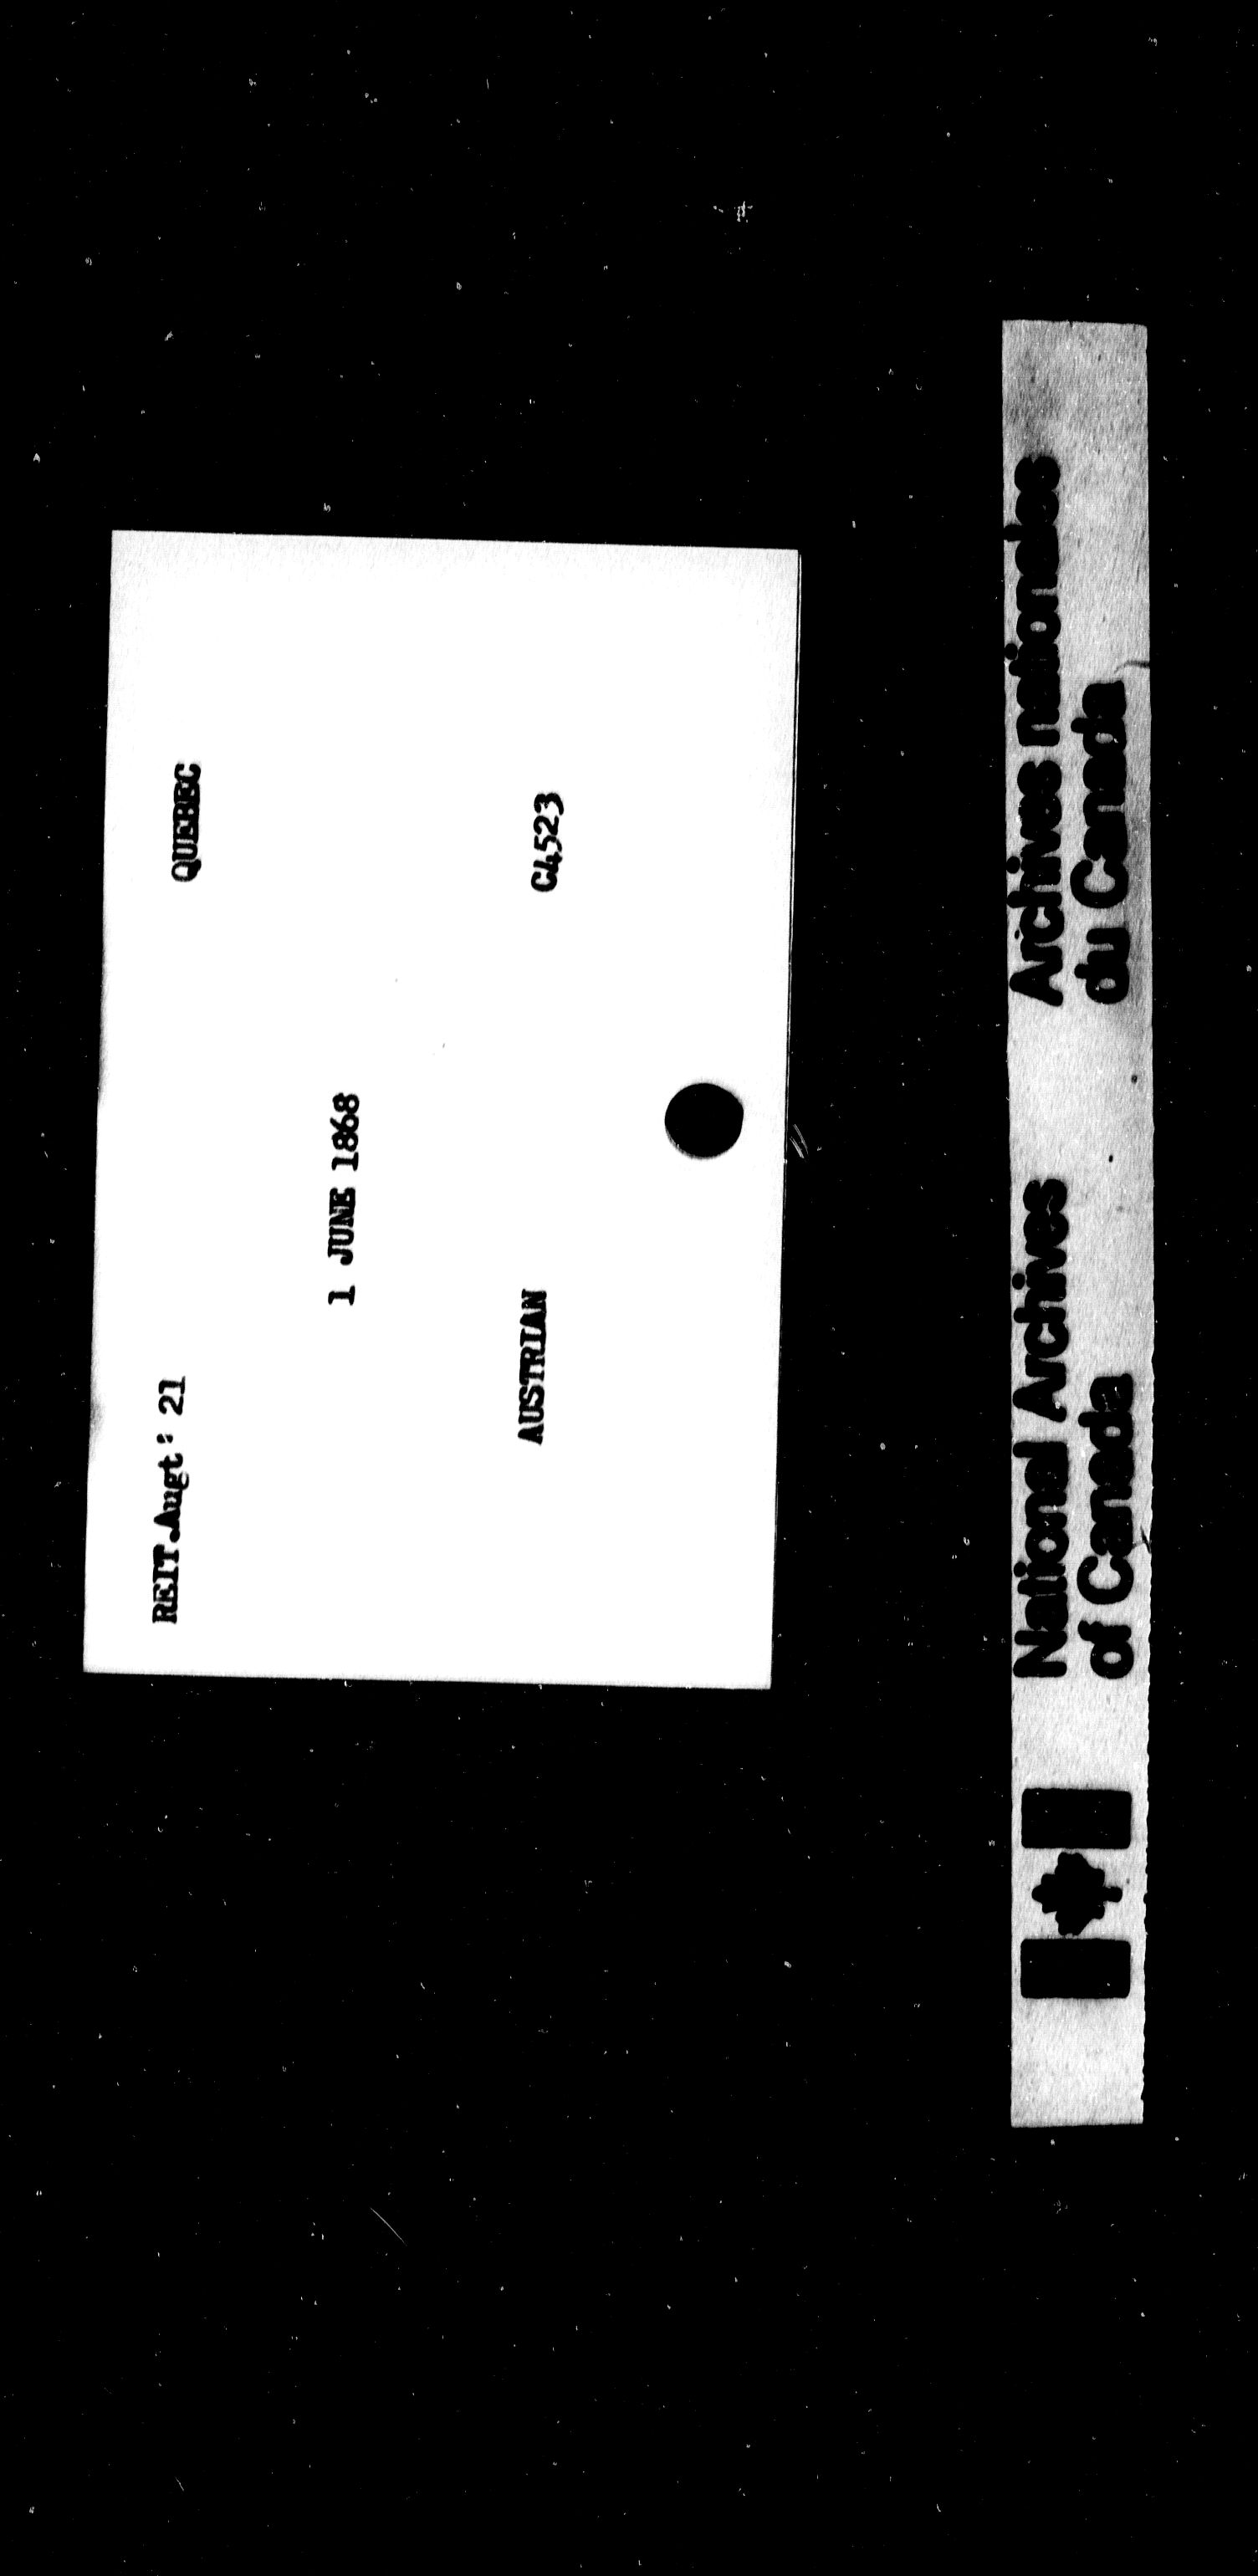 REIT.Augt: 21 QUEBEC
1 JUNE 1868
AUSTRIAN C4523
National Archives Archives nationales
of Canada du Canada